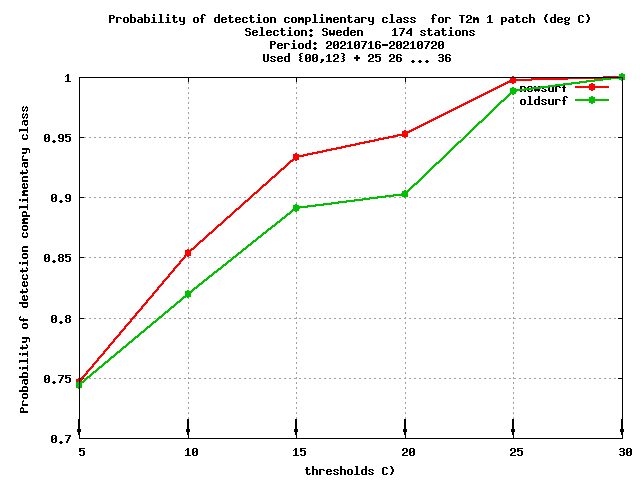 Probability of detection complimentary class  for T2m 1 patch (deg C)
Selection: Sweden    174 stations
Period: 20210716-20210720
Used {00,12} + 25 26 ... 36
Probability of detection complimentary class
1
0.95
0.9
0.85
0.8
0.75
0.7
newsurf
oldsurf
5 10 15 20 25 30
thresholds C)